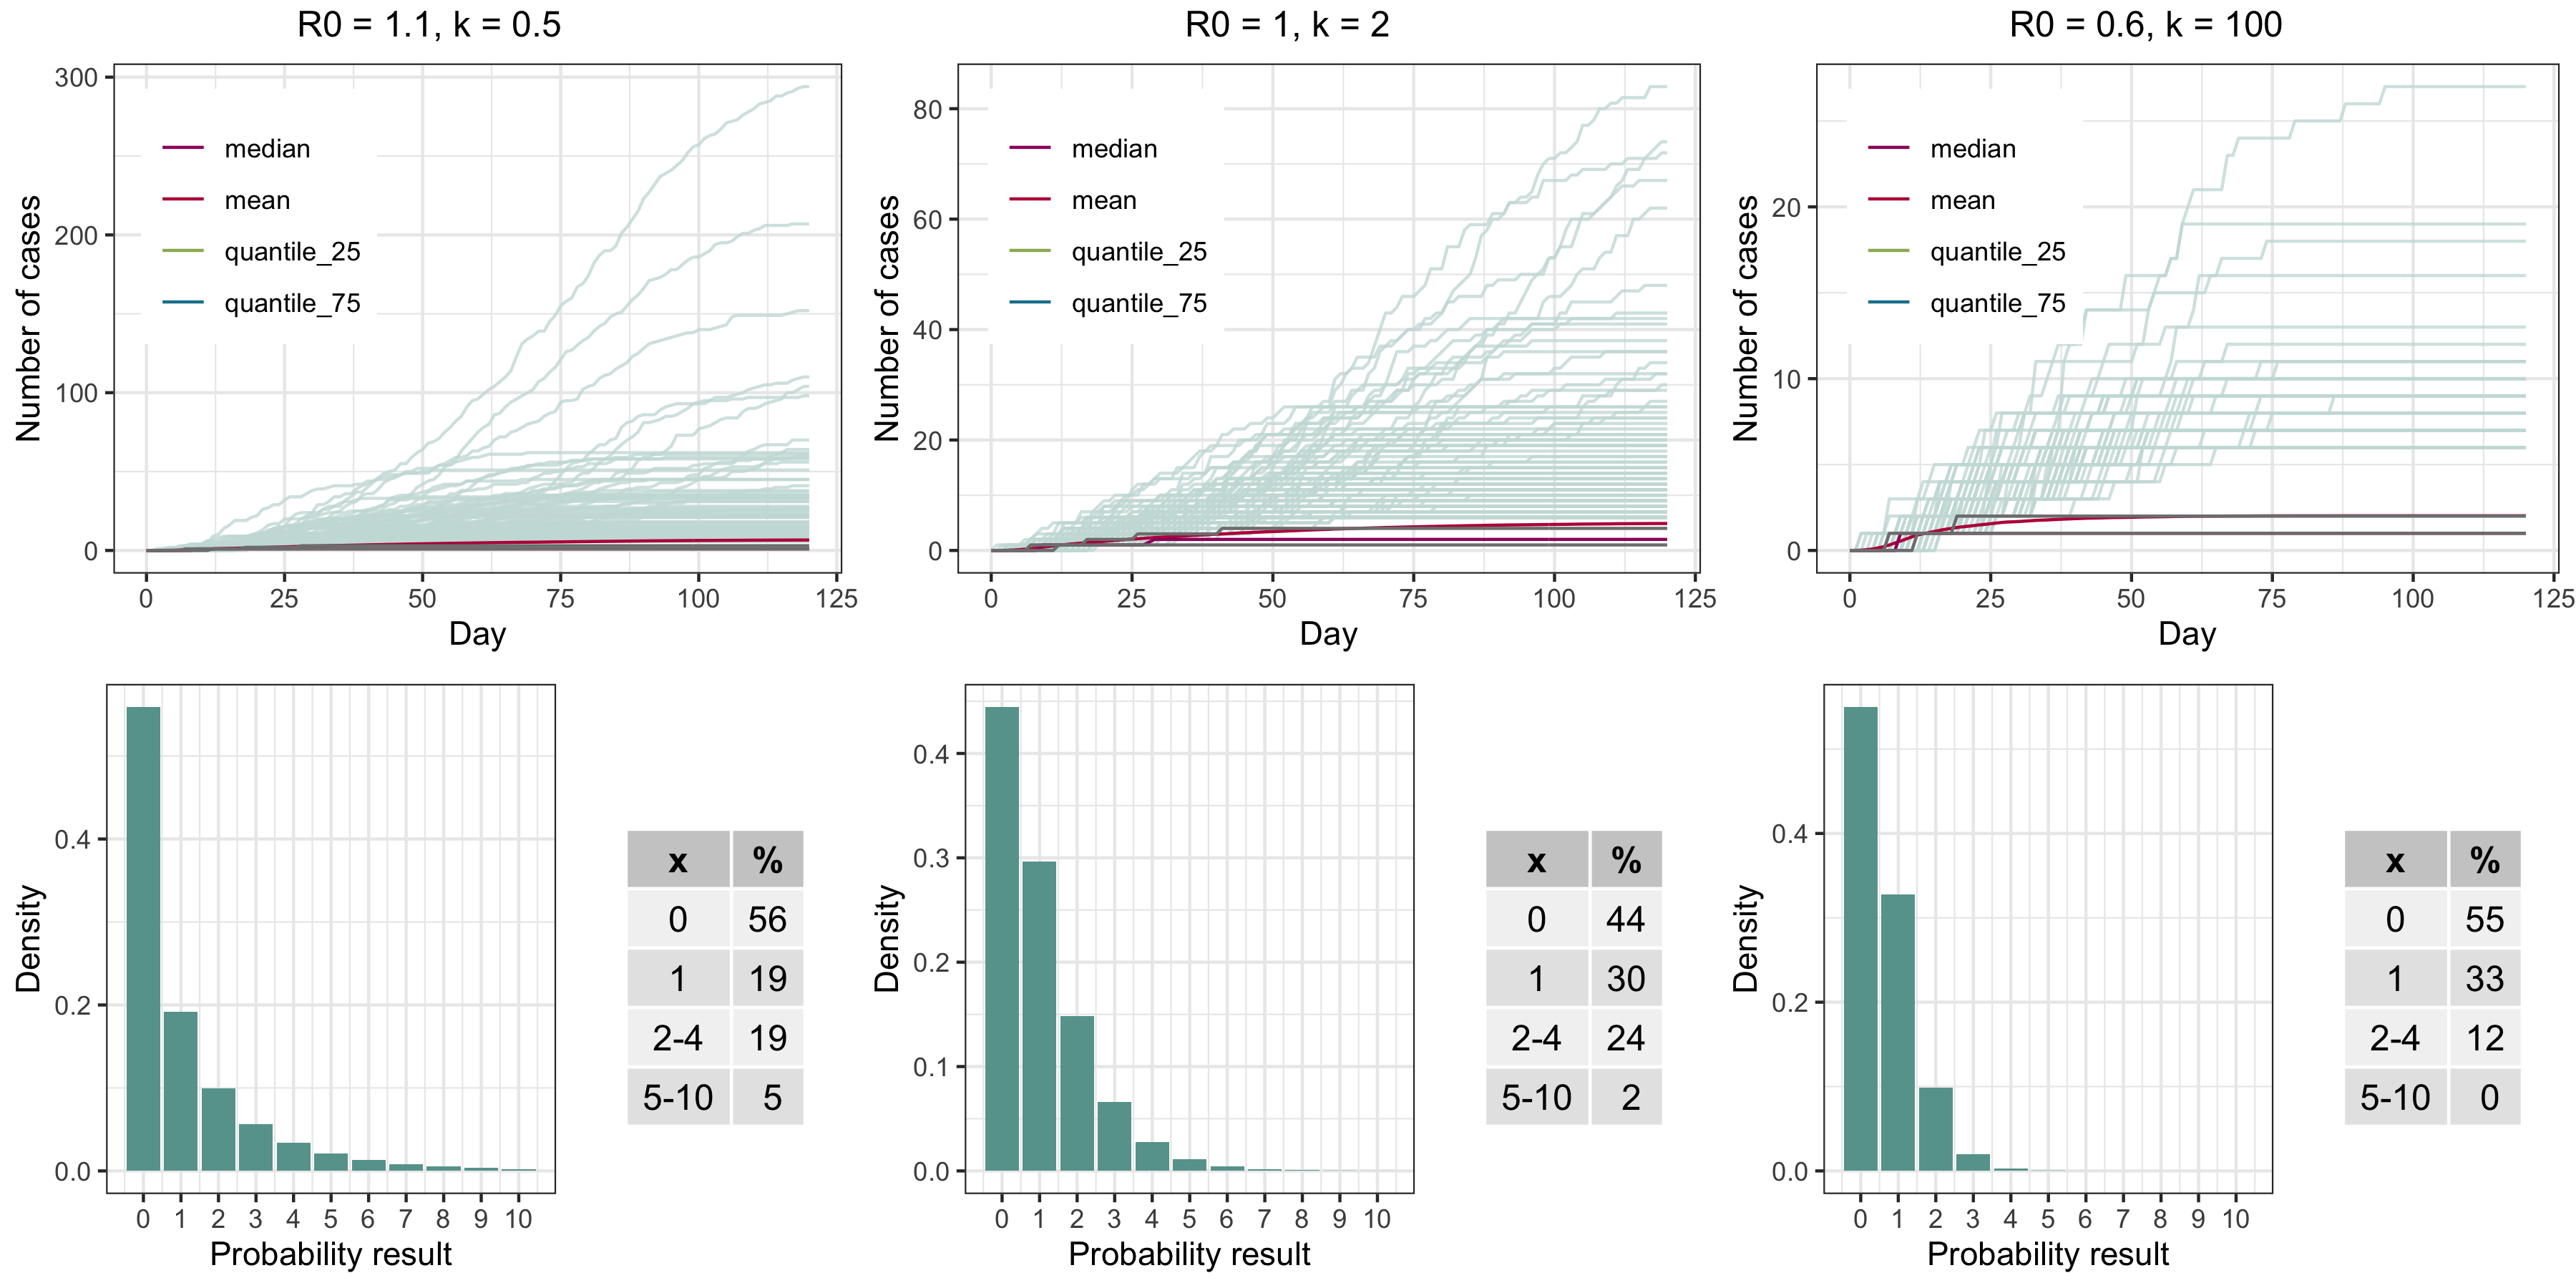 R0 = 1.1, k = 0.5
300
200
100
0
Number of cases
median
mean
quantile_25
quantile_75
0 25 50 75 100 125
Day
R0 = 1, k = 2
80
60
40
20
0
Number of cases
median
mean
quantile_25
quantile_75
0 25 50 75 100 125
Day
R0 = 0.6, k = 100
20
10
0
Number of cases
median
mean
quantile_25
quantile_75
0 25 50 75 100 125
Day
0.4
0.2
0.0
Density
0 1 2 3 4 5 6 7 8 9 10
Probability result
x %
0 56
1 19
2-4 19
5-10 5
0.4
0.3
0.2
0.1
0.0
Density
0 1 2 3 4 5 6 7 8 9 10
Probability result
x %
0 44
1 30
2-4 24
5-10 2
0.4
0.2
0.0
Density
0 1 2 3 4 5 6 7 8 9 10
Probability result
x %
0 55
1 33
2-4 12
5-10 0